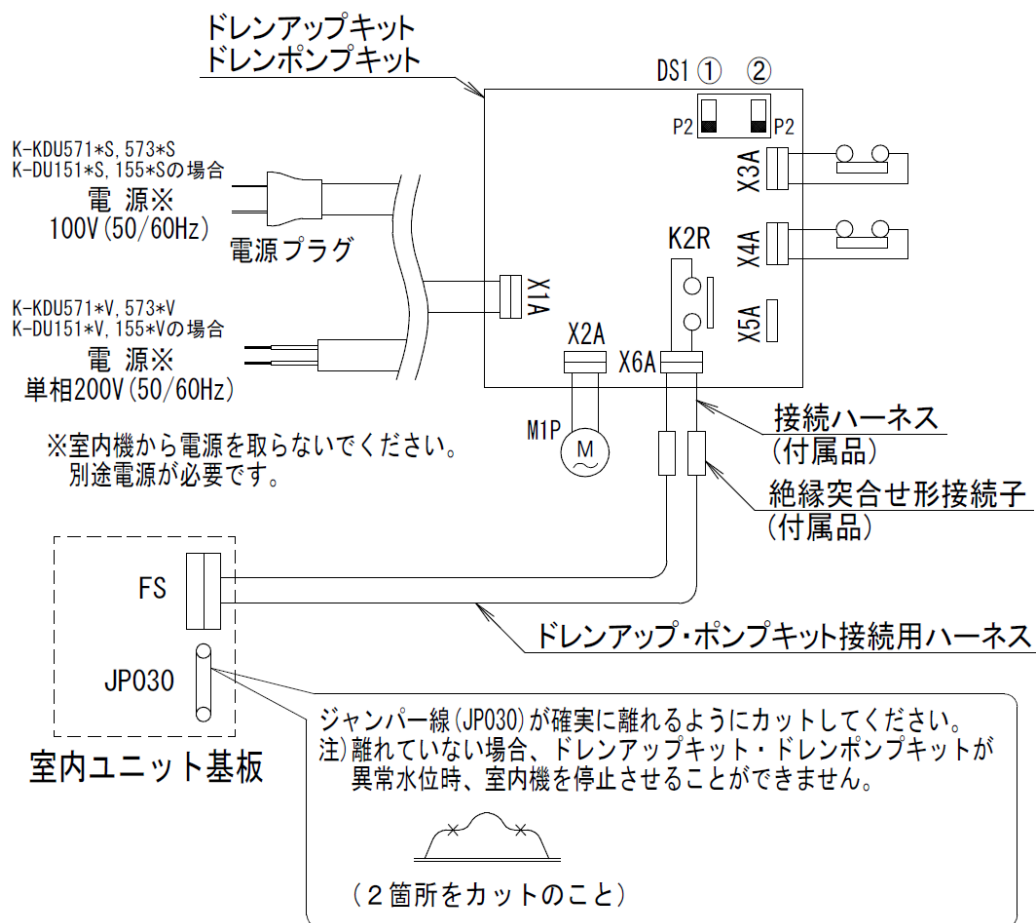 ドレンアップキット
ドレンポンプキット
DS1 ① ②
P2 P2
K-KDU571*S, 573*S
K-DU151*S, 155*Sの場合
電 源※
100V(50/60Hz)
電源プラグ
X3A
X4A
K2R
X5A
X1A
K-KDU571*V, 573*V
K-DU151*V, 155*Vの場合
電 源※
単相200V(50/60Hz)
X2A
X6A
M1P
M
※室内機から電源を取らないでください。
別途電源が必要です。
接続ハーネス
(付属品)
絶縁突合せ形接続子
(付属品)
FS
ドレンアップ・ポンプキット接続用ハーネス
JP030
室内ユニット基板
ジャンパー線(JP030)が確実に離れるようにカットしてください。
注)離れていない場合、ドレンアップキット・ドレンポンプキットが
異常水位時、室内機を停止させることができません。
(２箇所をカットのこと)